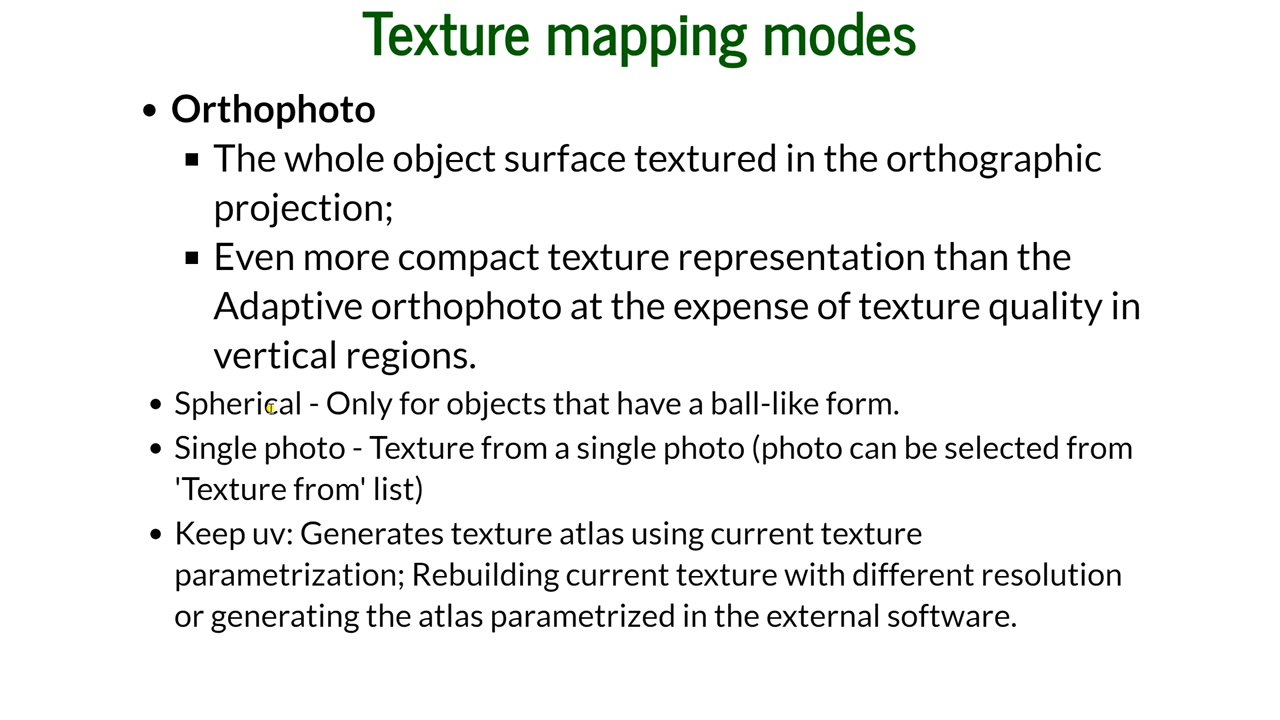 Texture mapping modes
• Orthophoto
▪ The whole object surface textured in the orthographic
projection;
▪ Even more compact texture representation than the
Adaptive orthophoto at the expense of texture quality in
vertical regions.
• Spherical - Only for objects that have a ball-like form.
• Single photo - Texture from a single photo (photo can be selected from
'Texture from' list)
• Keep uv: Generates texture atlas using current texture
parametrization; Rebuilding current texture with different resolution
or generating the atlas parametrized in the external software.